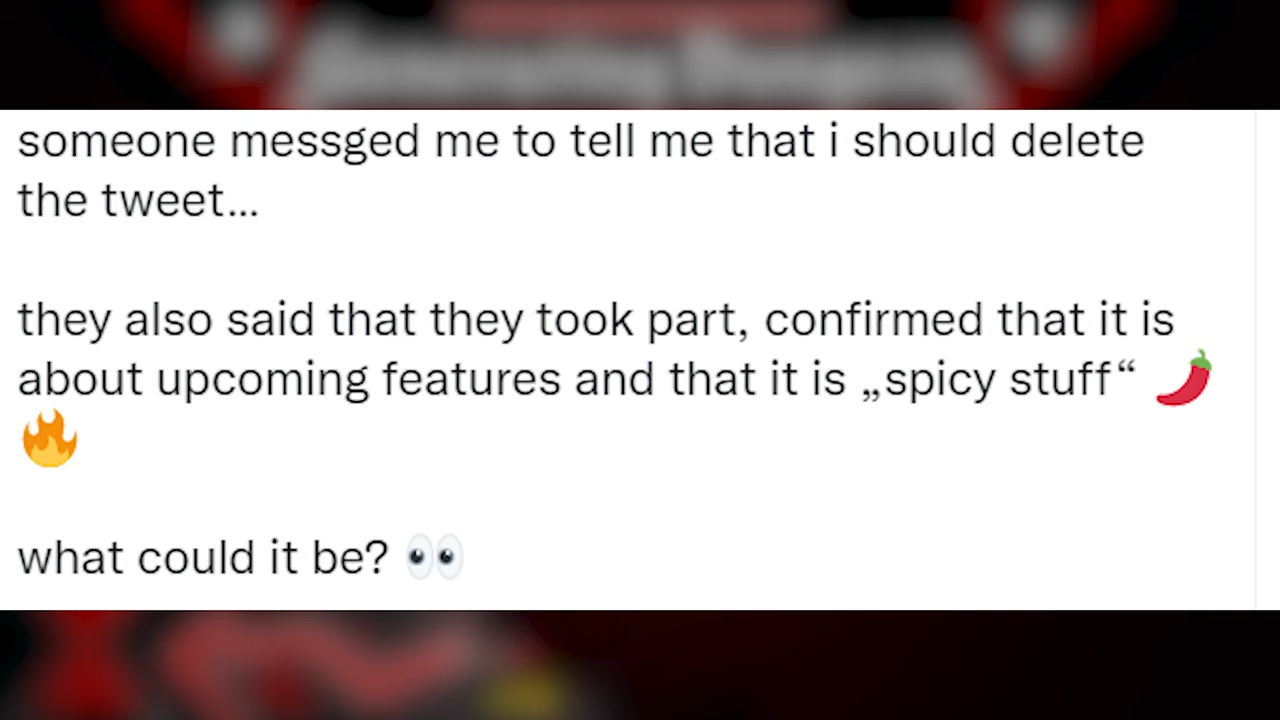 someone messged me to tell me that i should delete
the tweet...
they also said that they took part, confirmed that it is
about upcoming features and that it is „spicy stuff“ 🌶️
🔥
what could it be? 👀